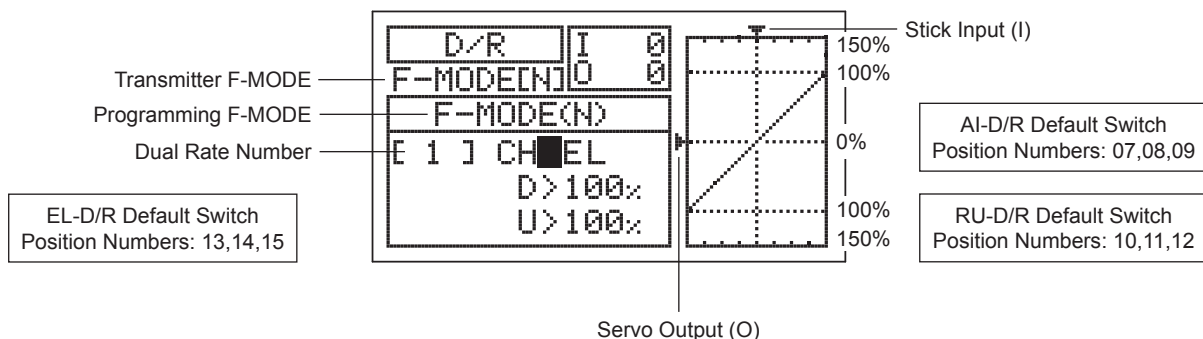 D/R
I 0
O 0
F-MODE[N]
F-MODE(N)
[ 1 ] CH EL
D>100%
U>100%
150%
100%
0%
100%
150%
Stick Input (I)
Transmitter F-MODE
Programming F-MODE
Dual Rate Number
EL-D/R Default Switch
Position Numbers: 13,14,15
AI-D/R Default Switch
Position Numbers: 07,08,09
RU-D/R Default Switch
Position Numbers: 10,11,12
Servo Output (O)